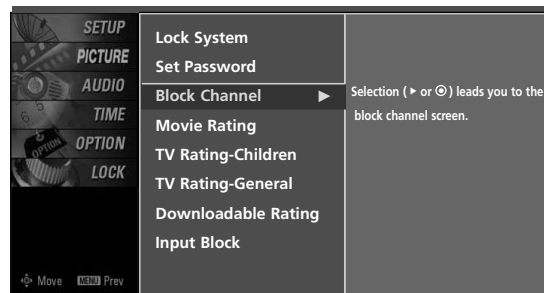 SETUP
PICTURE
AUDIO
TIME
OPTION
LOCK
Move MENU Prev
Lock System
Set Password
Block Channel ►
Movie Rating
TV Rating-Children
TV Rating-General
Downloadable Rating
Input Block
Selection ( ► or ⊙ ) leads you to the
block channel screen.